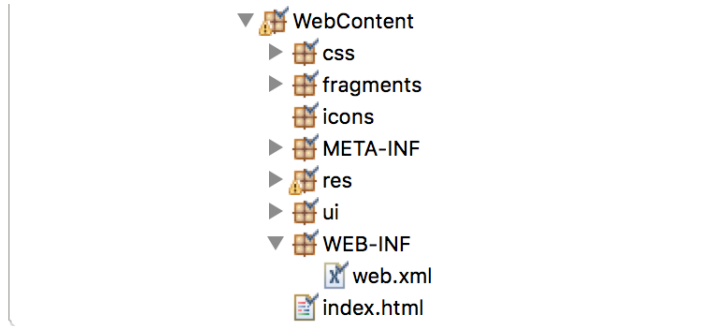 WebContent
css
fragments
icons
META-INF
res
ui
WEB-INF
web.xml
index.html